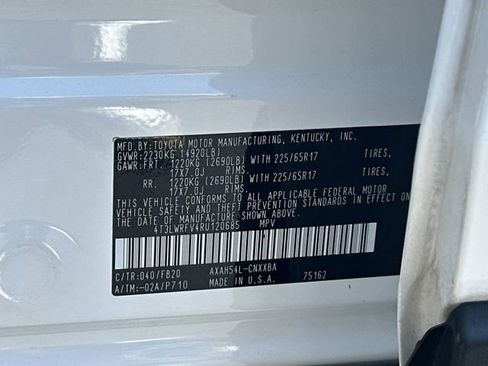 MFD.BY:TOYOTA MOTOR MANUFACTURING, KENTUCKY, INC.
GVWR:2230KG (4920LB)
GAWR:FRT. 1220KG (2690LB) WITH 225/65R17 TIRES,
17X7.0J RIMS.
RR. 1220KG (2690LB) WITH 225/65R17 TIRES,
17X7.0J RIMS.
THIS VEHICLE CONFORMS TO ALL APPLICABLE FEDERAL MOTOR
VEHICLE SAFETY AND THEFT PREVENTION STANDARDS IN EFFECT ON
THE DATE OF MANUFACTURE SHOWN ABOVE.
4T3LWRFV4RU120685 MPV
C/TR:040/FB20 AXAH54L-CNXXBA
A/TM:-02A/P710 MADE IN U.S.A. 75162